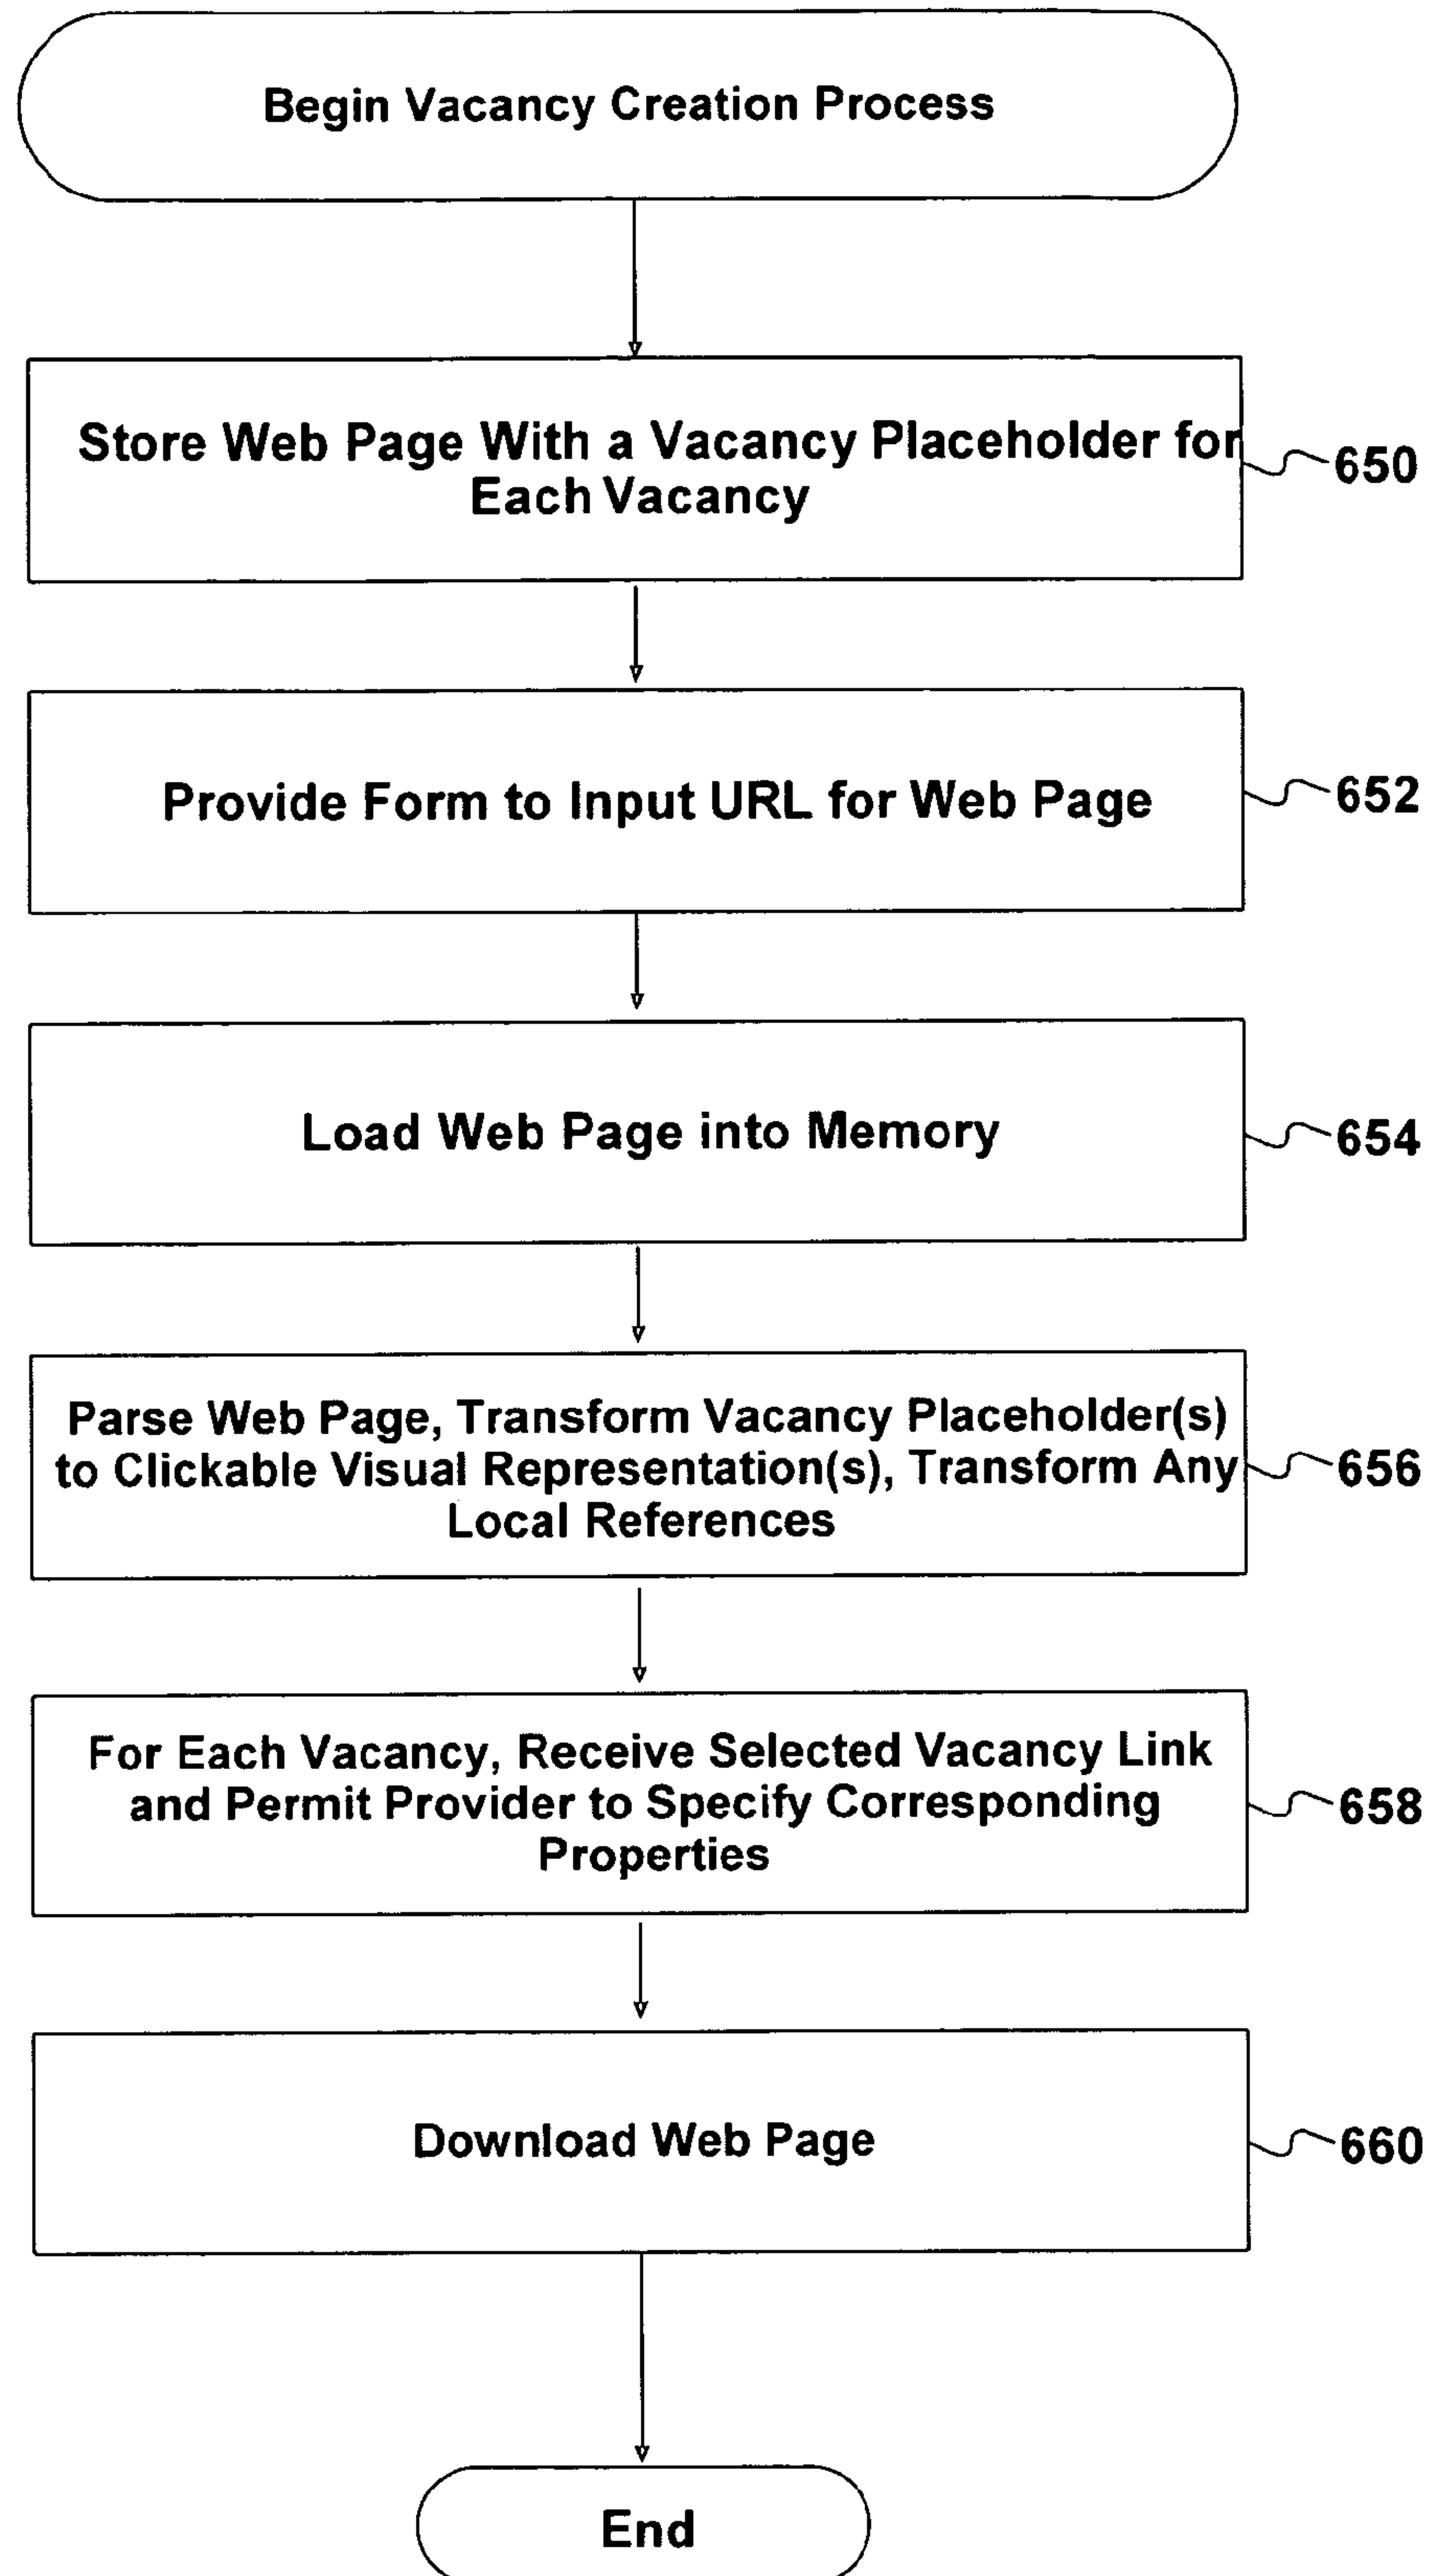 Begin Vacancy Creation Process
Store Web Page With a Vacancy Placeholder for
Each Vacancy
650
Provide Form to Input URL for Web Page
652
Load Web Page into Memory
654
Parse Web Page, Transform Vacancy Placeholder(s)
to Clickable Visual Representation(s), Transform Any
Local References
656
For Each Vacancy, Receive Selected Vacancy Link
and Permit Provider to Specify Corresponding
Properties
658
Download Web Page
660
End